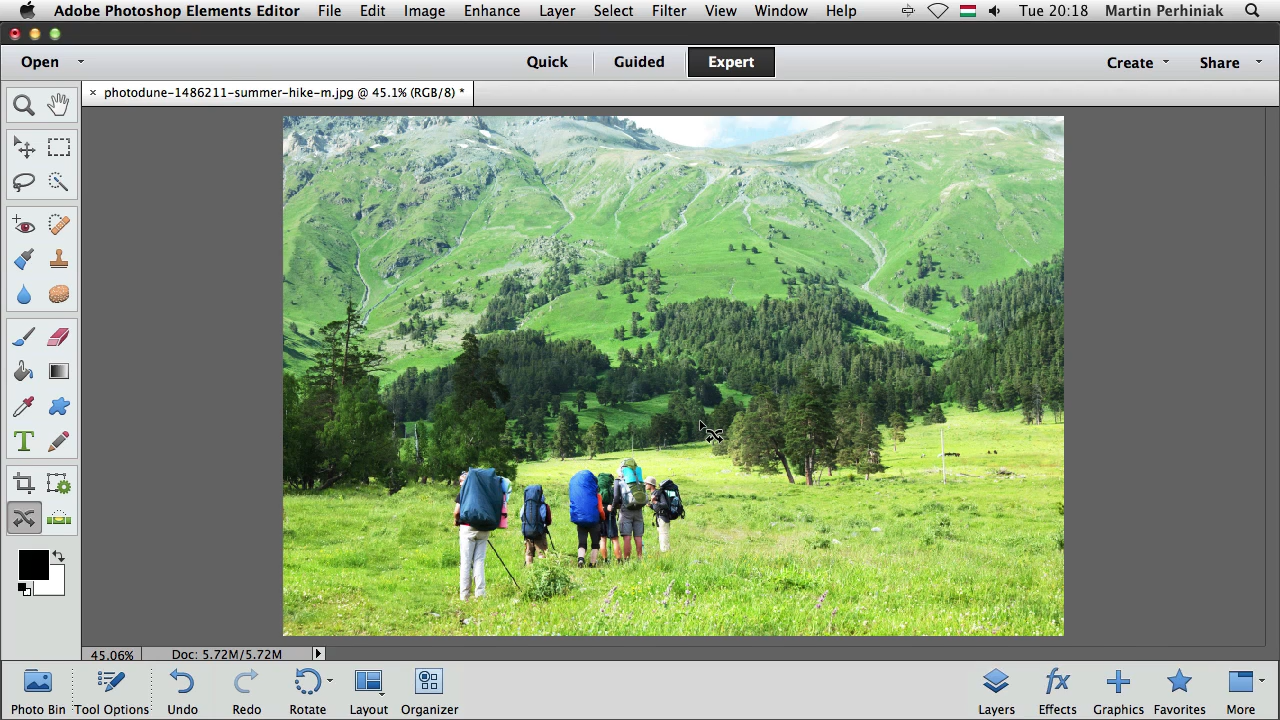 Adobe Photoshop Elements Editor File Edit Image Enhance Layer Select Filter View Window Help Tue 20:18 Martin Perhiniak
Open Quick Guided Expert Create Share
× photodune-1486211-summer-hike-m.jpg @ 45.1% (RGB/8) *
T
45.06% Doc: 5.72M/5.72M
fx
Photo Bin Tool Options Undo Redo Rotate Layout Organizer Layers Effects Graphics Favorites More